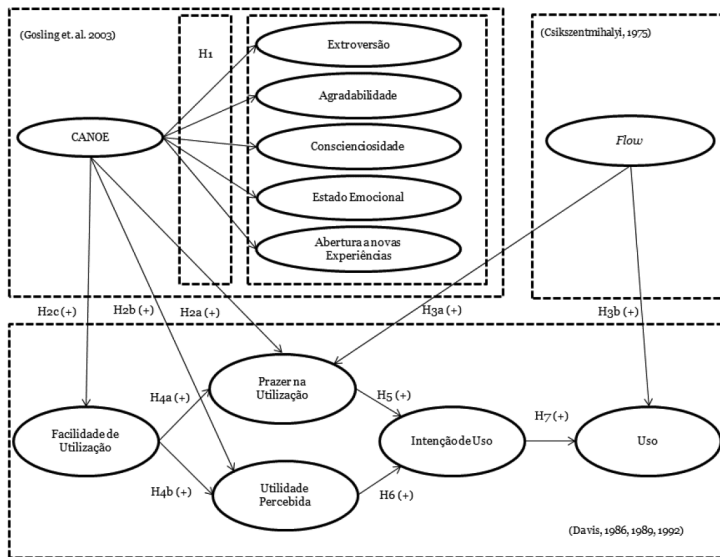 (Gosling et. al. 2003)
H1
Extroversão
(Csikszentmihalyi, 1975)
Agradabilidade
CANOE
Conscienciosidade
Flow
Estado Emocional
Abertura a novas
Experiências
H2c (+)
H2b (+)
H2a (+)
H3a (+)
H3b (+)
Prazer na
Utilização
H4a (+)
H5 (+)
H7 (+)
Facilidade de
Utilização
Intenção de Uso
Uso
H4b (+)
Utilidade
Percebida
H6 (+)
(Davis, 1986, 1989, 1992)